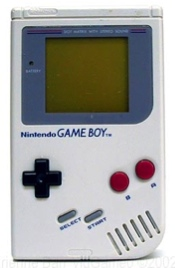 DOT MATRIX WITH STEREO SOUND
BATTERY
Nintendo GAME BOY™
B A
SELECT START